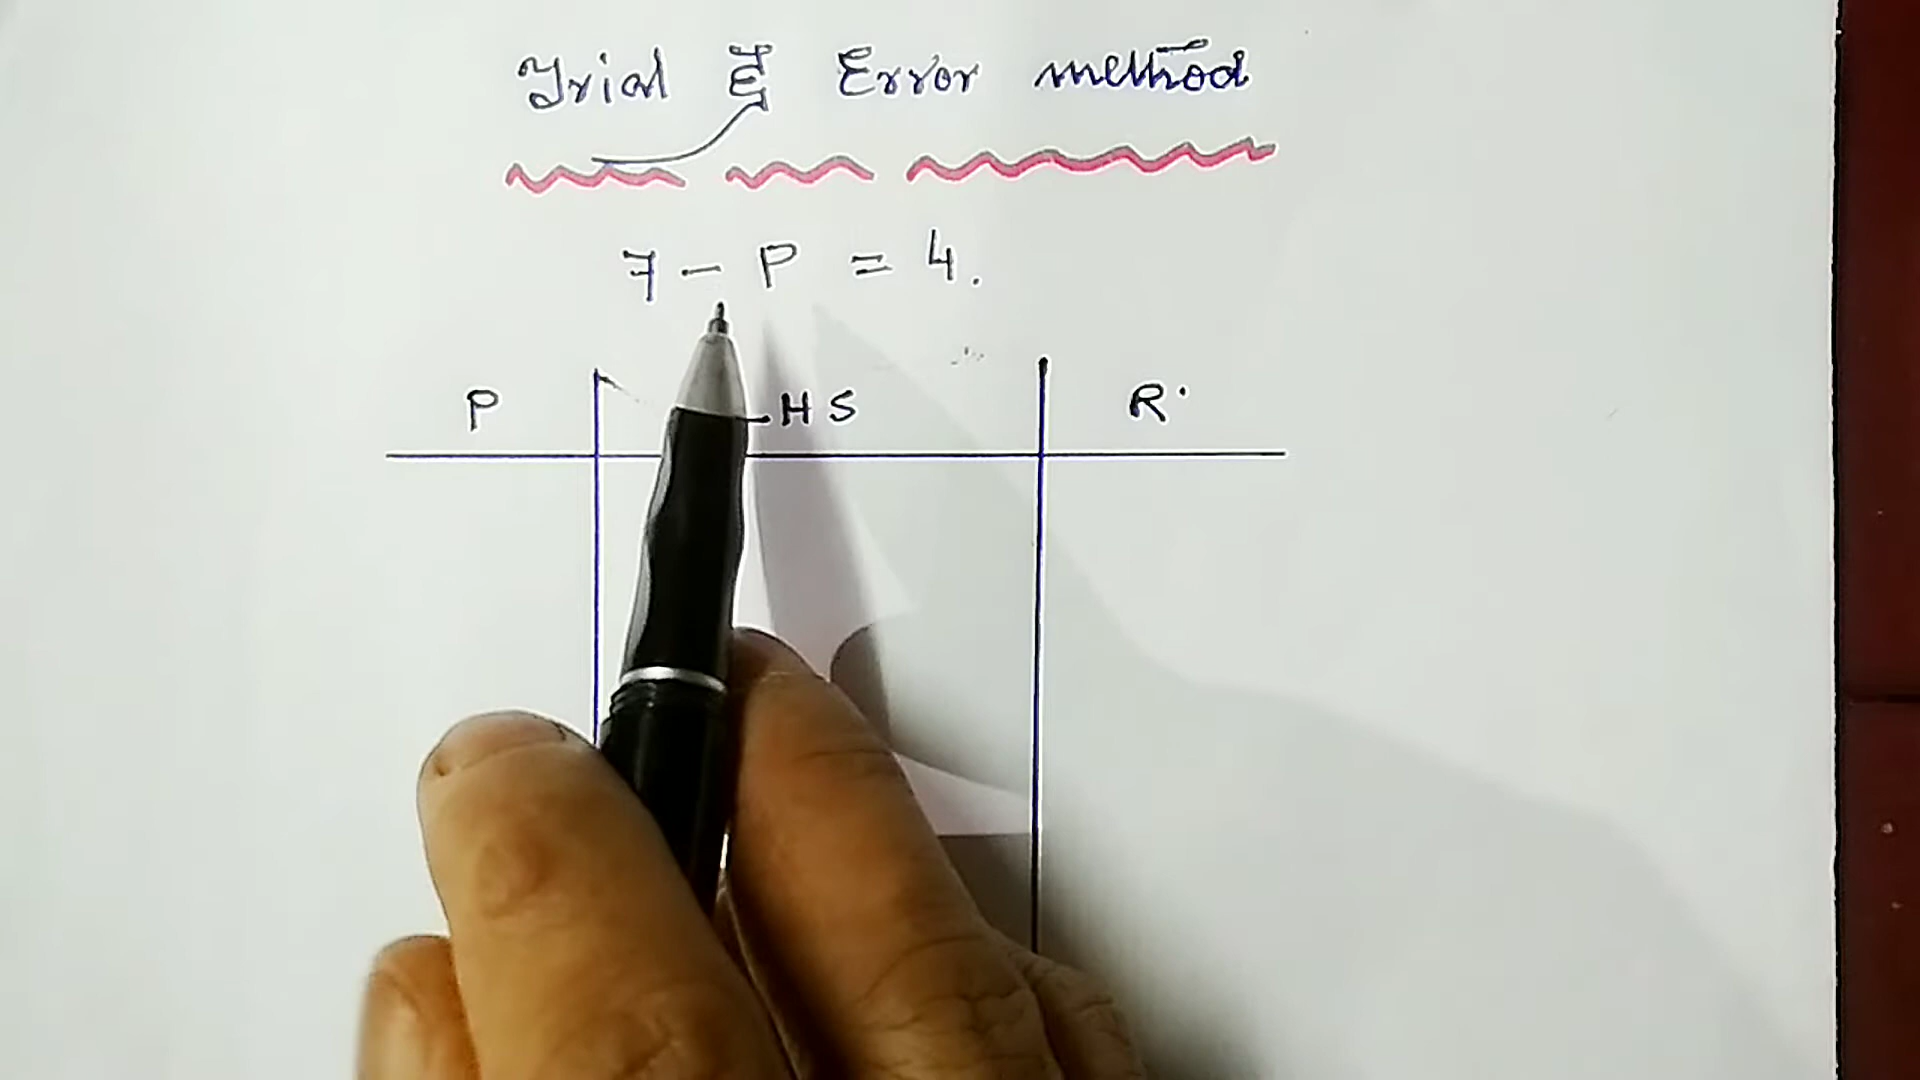 Trial & Error method
7 - P = 4.
P HS R.